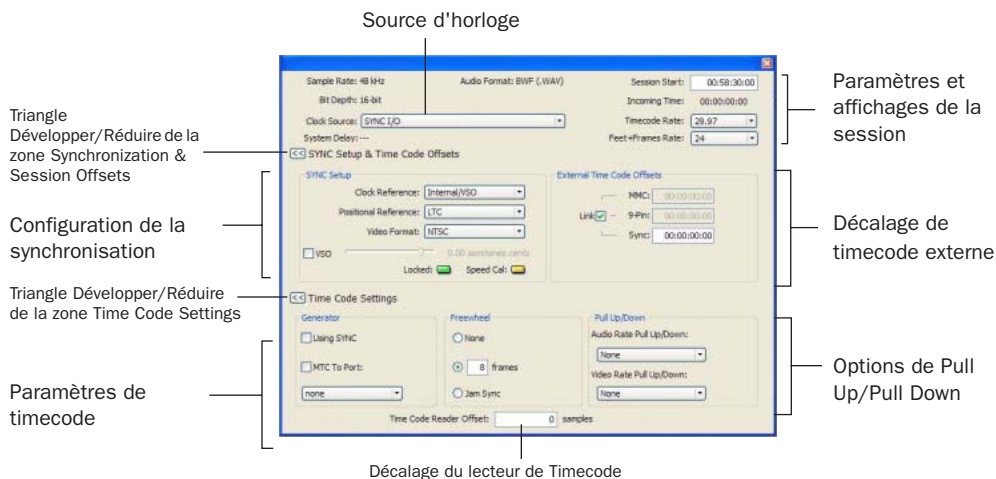 Source d'horloge
Sample Rate: 48 kHz
Audio Format: BWF (.WAV)
Session Start: 00:58:30:00
Bit Depth: 16-bit
Incoming Time: 00:00:00:00
Clock Source: SYNC I/O
Timecode Rate: 29.97
System Delay: ---
Feet+Frames Rate: 24
Paramètres et
affichages de la
session
Triangle
Développer/Réduire de la
zone Synchronization &
Session Offsets
<< SYNC Setup & Time Code Offsets
SYNC Setup
Clock Reference: Internal/VSO
Positional Reference: LTC
Video Format: NTSC
VSO 0.00 semitones.cents
Locked: Speed Cal:
External Time Code Offsets
MMC: 00:00:00:00
Link 9-Pin: 00:00:00:00
Sync: 00:00:00:00
Configuration de la
synchronisation
Décalage de
timecode externe
Triangle Développer/Réduire
de la zone Time Code Settings
<< Time Code Settings
Generator
Using SYNC
MTC To Port:
none
Freewheel
None
8 frames
Jam Sync
Pull Up/Down
Audio Rate Pull Up/Down:
None
Video Rate Pull Up/Down:
None
Paramètres de
timecode
Options de Pull
Up/Pull Down
Time Code Reader Offset: 0 samples
Décalage du lecteur de Timecode